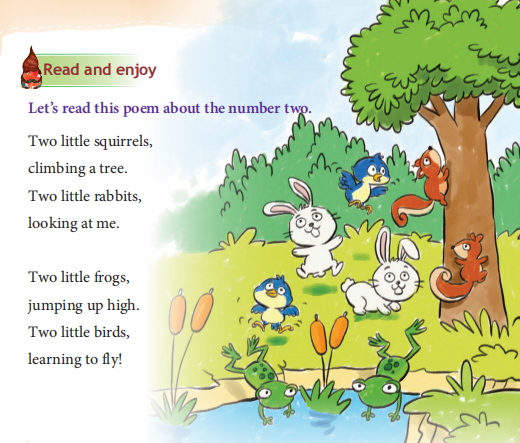 Read and enjoy
Let's read this poem about the number two.
Two little squirrels,
climbing a tree.
Two little rabbits,
looking at me.
Two little frogs,
jumping up high.
Two little birds,
learning to fly!